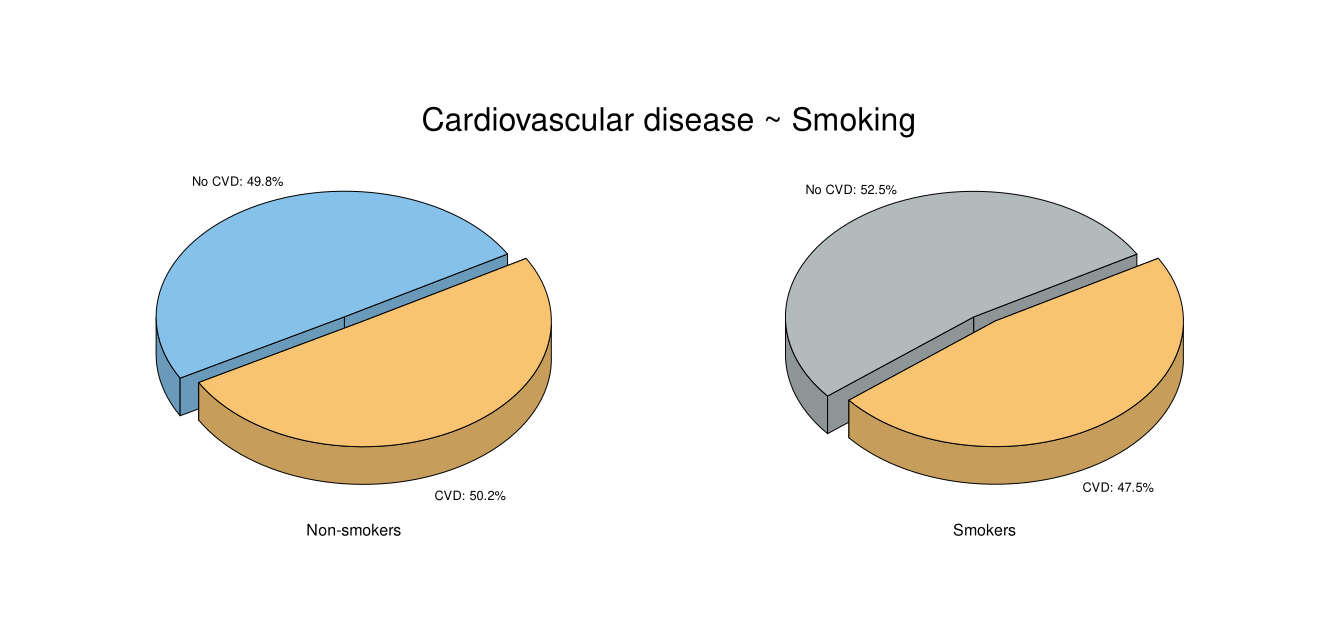 Cardiovascular disease ~ Smoking
No CVD: 49.8%
No CVD: 52.5%
CVD: 50.2%
CVD: 47.5%
Non-smokers
Smokers